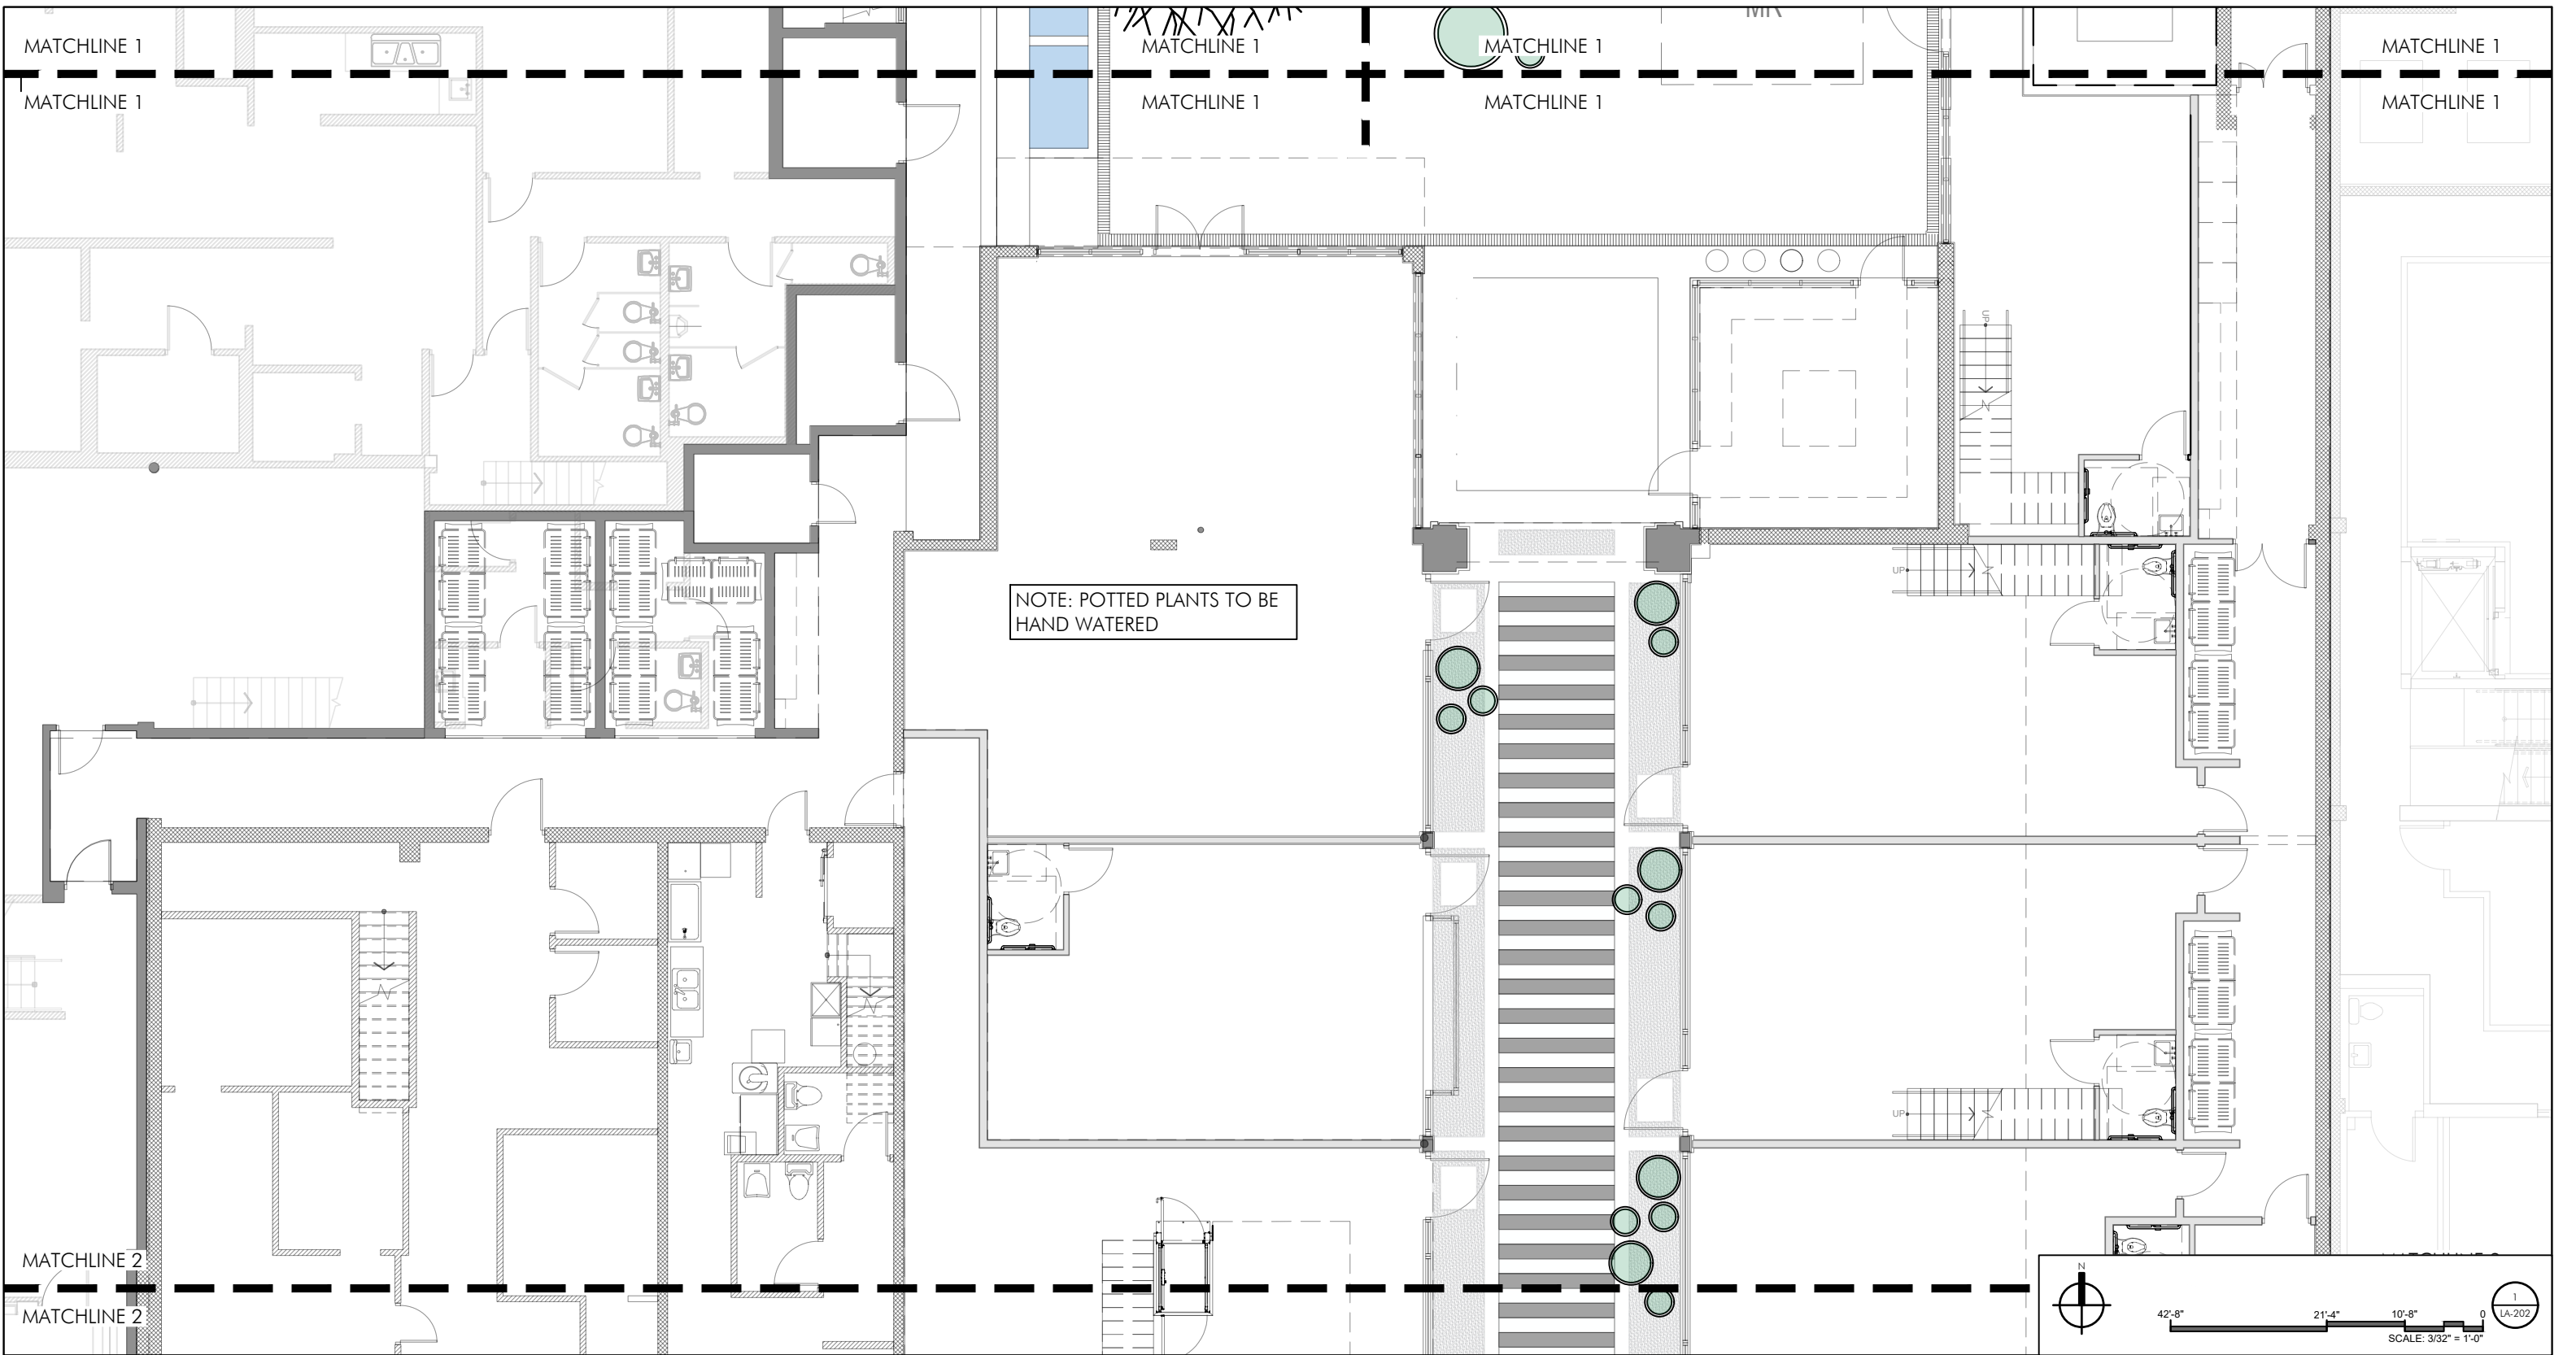 MK
MATCHLINE 1
MATCHLINE 1
MATCHLINE 1
MATCHLINE 1
MATCHLINE 1
MATCHLINE 1
MATCHLINE 1
MATCHLINE 1
UP
NOTE: POTTED PLANTS TO BE
HAND WATERED
UP
UP
MATCHLINE 2
MATCHLINE 2
N
42'-8"
21'-4"
10'-8"
0
SCALE: 3/32" = 1'-0"
1
LA-202